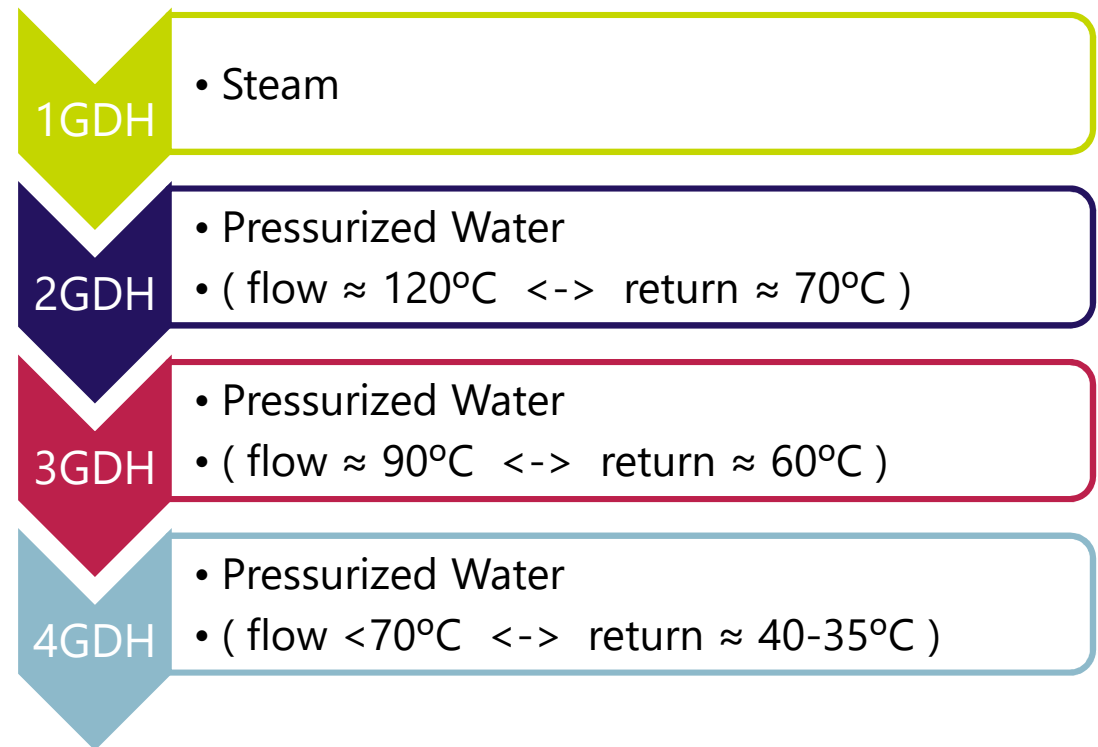 1GDH
• Steam
2GDH
• Pressurized Water
• ( flow ≈ 120ºC <-> return ≈ 70ºC )
3GDH
• Pressurized Water
• ( flow ≈ 90ºC <-> return ≈ 60ºC )
4GDH
• Pressurized Water
• ( flow <70ºC <-> return ≈ 40-35ºC )